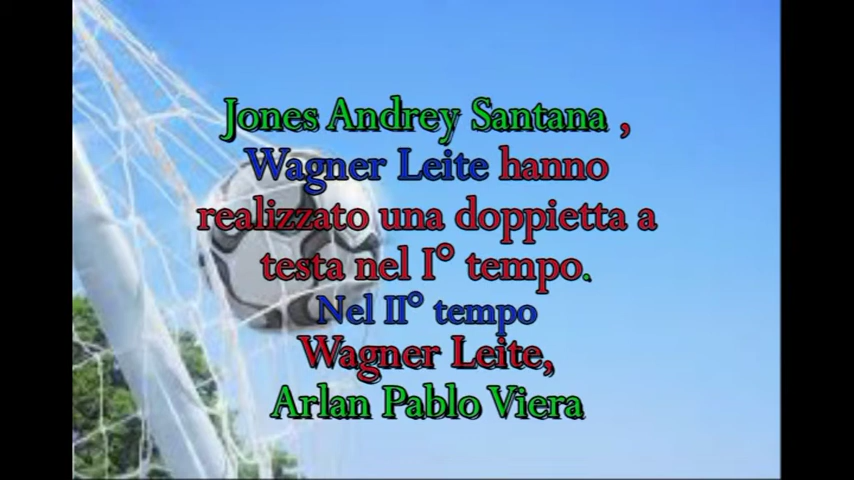 Jones Andrey Santana ,
Wagner Leite hanno
realizzato una doppietta a
testa nel I° tempo.
Nel II° tempo
Wagner Leite,
Arlan Pablo Viera